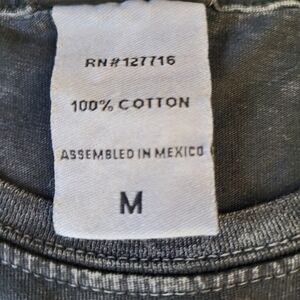 RN#127716
100% COTTON
ASSEMBLED IN MEXICO
M